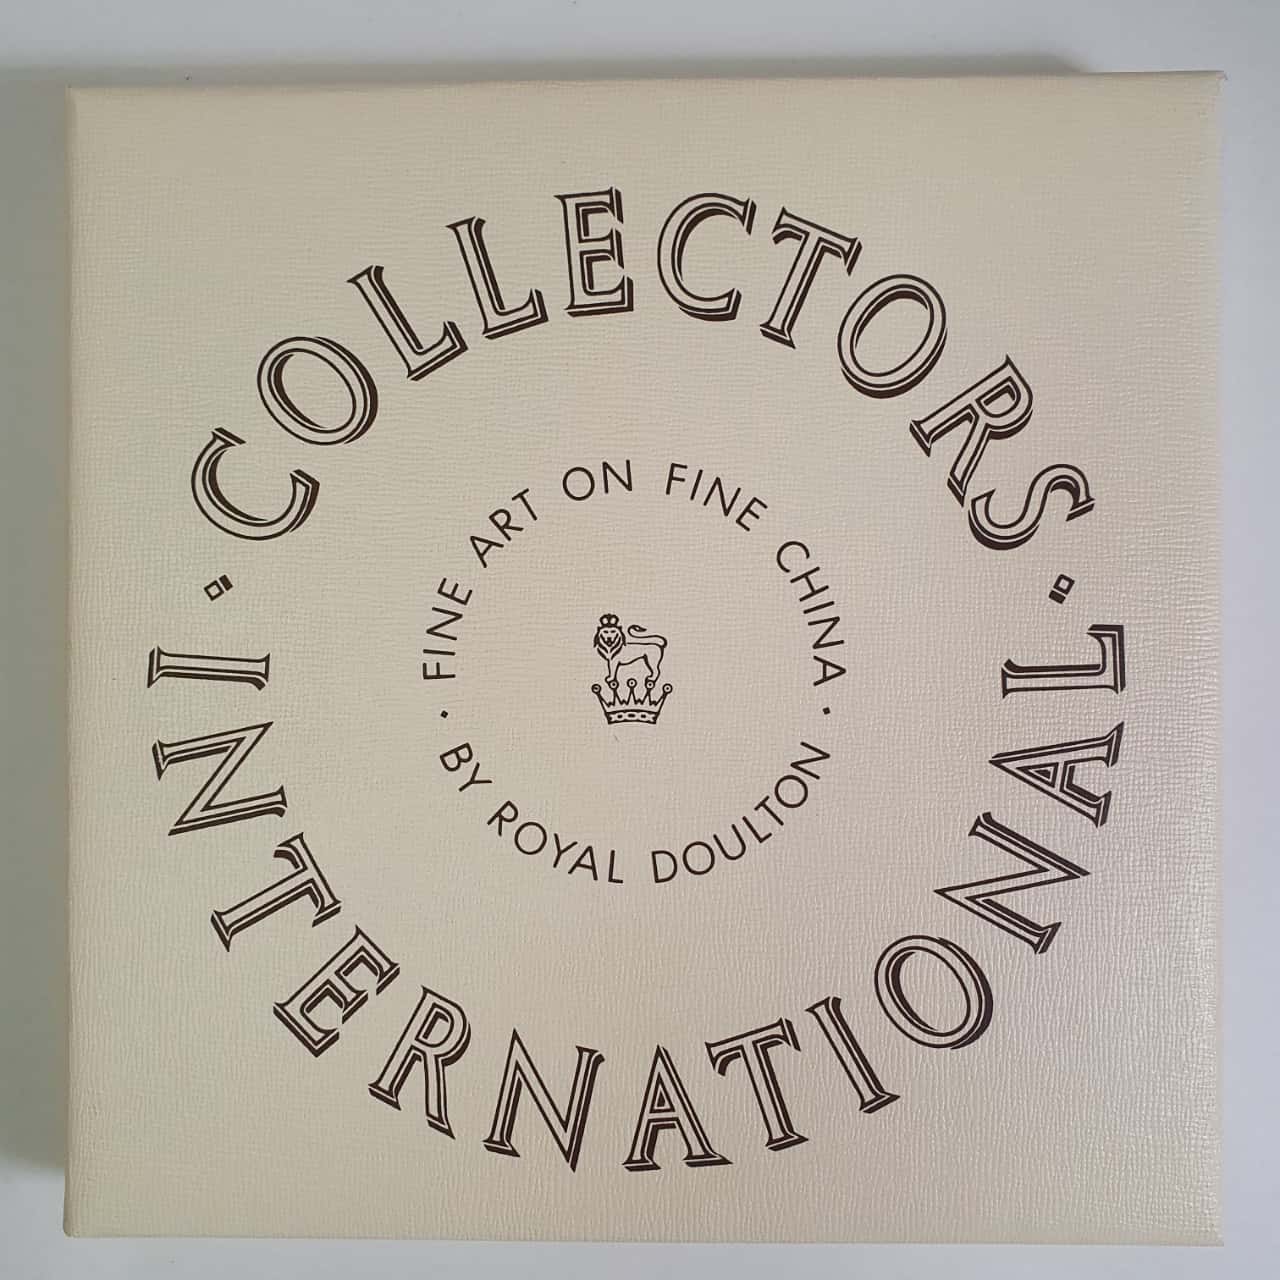 · COLLECTORS ·
INTERNATIONAL
· FINE ART ON FINE CHINA ·
BY ROYAL DOULTON